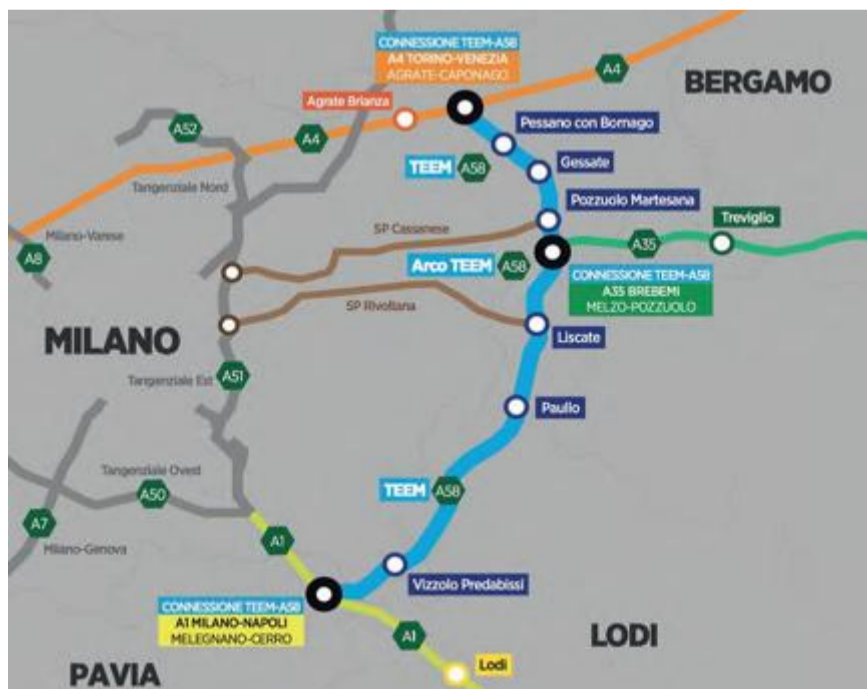 CONNESSIONE TEEM-A58
A4 TORINO-VENEZIA
AGRATE-CAPONAGO
A4
BERGAMO
Agrate Brianza
A52
A4
Pessano con Bornago
TEEM
A58
Gessate
Tangenziale Nord
Pozzuolo Martesana
Milano-Varese
SP Cassanese
Treviglio
A35
A8
Arco TEEM
A58
CONNESSIONE TEEM-A58
A35 BREBEMI
MELZO-POZZUOLO
SP Rivoltana
MILANO
Liscate
Tangenziale Est
A51
Paullo
Tangenziale Ovest
A50
TEEM
A58
A7
Milano-Genova
A1
Vizzolo Predabissi
CONNESSIONE TEEM-A58
A1 MILANO-NAPOLI
MELEGNANO-CERRO
A1
LODI
PAVIA
Lodi